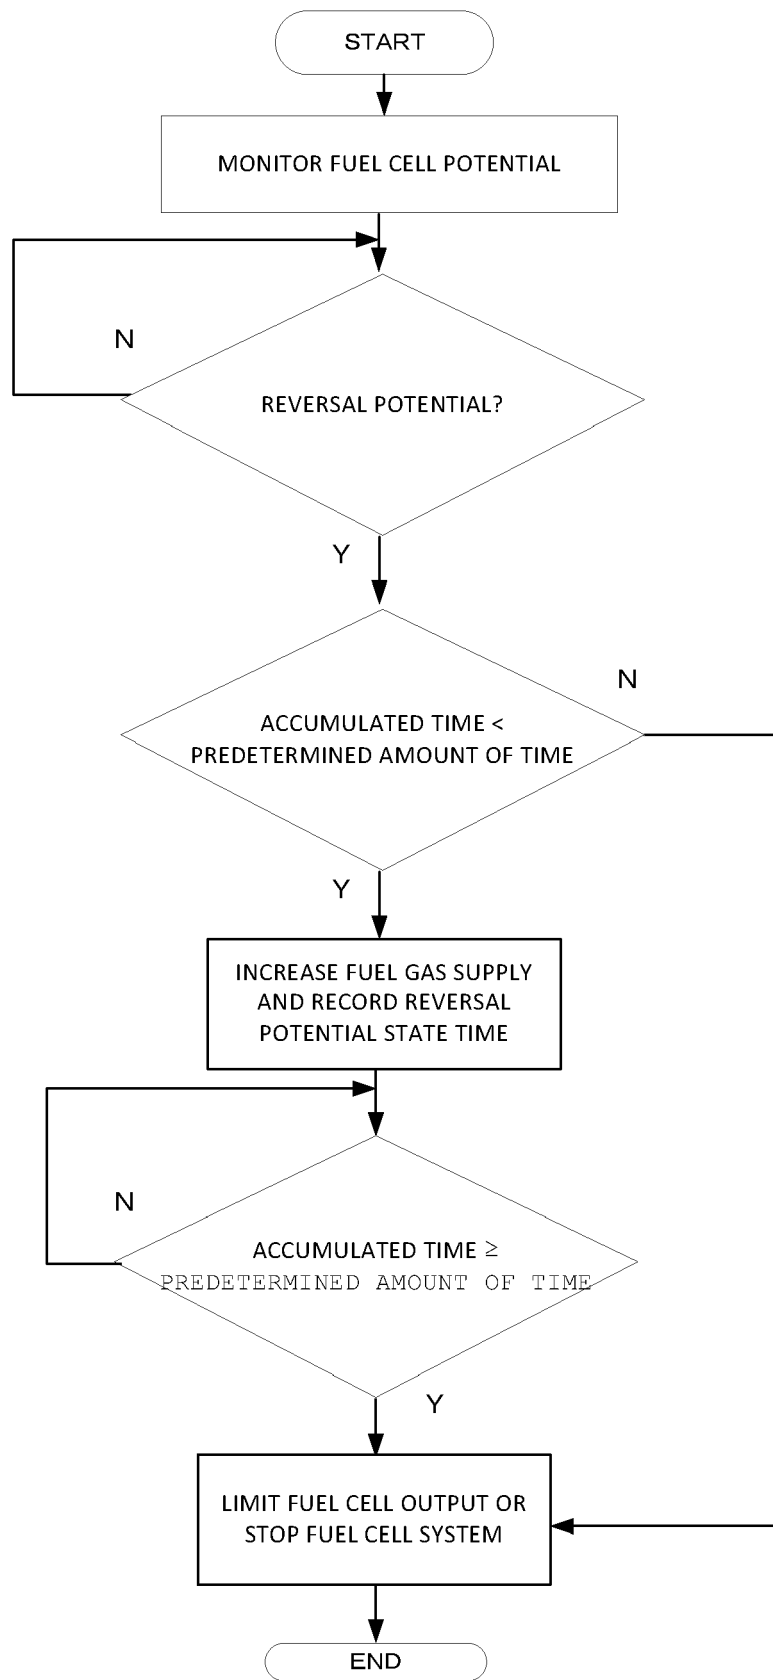 START
MONITOR FUEL CELL POTENTIAL
N
REVERSAL POTENTIAL?
Y
N
ACCUMULATED TIME <
PREDETERMINED AMOUNT OF TIME
Y
INCREASE FUEL GAS SUPPLY
AND RECORD REVERSAL
POTENTIAL STATE TIME
N
ACCUMULATED TIME ≥
PREDETERMINED AMOUNT OF TIME
Y
LIMIT FUEL CELL OUTPUT OR
STOP FUEL CELL SYSTEM
END